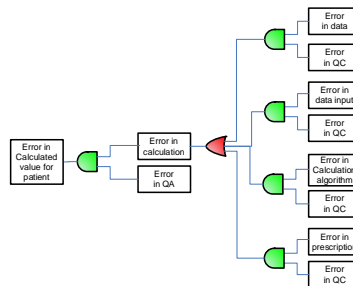 Error in
Calculated
value for
patient
Error in
calculation
Error
in QA
Error
in data
Error
in QC
Error in
data input
Error
in QC
Error in
Calculation
algorithm
Error
in QC
Error in
prescription
Error
in QC